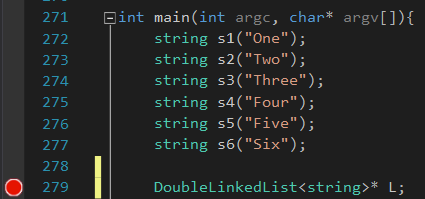 271 int main(int argc, char* argv[]){
272 string s1("One");
273 string s2("Two");
274 string s3("Three");
275 string s4("Four");
276 string s5("Five");
277 string s6("Six");
278
279 DoubleLinkedList<string>* L;